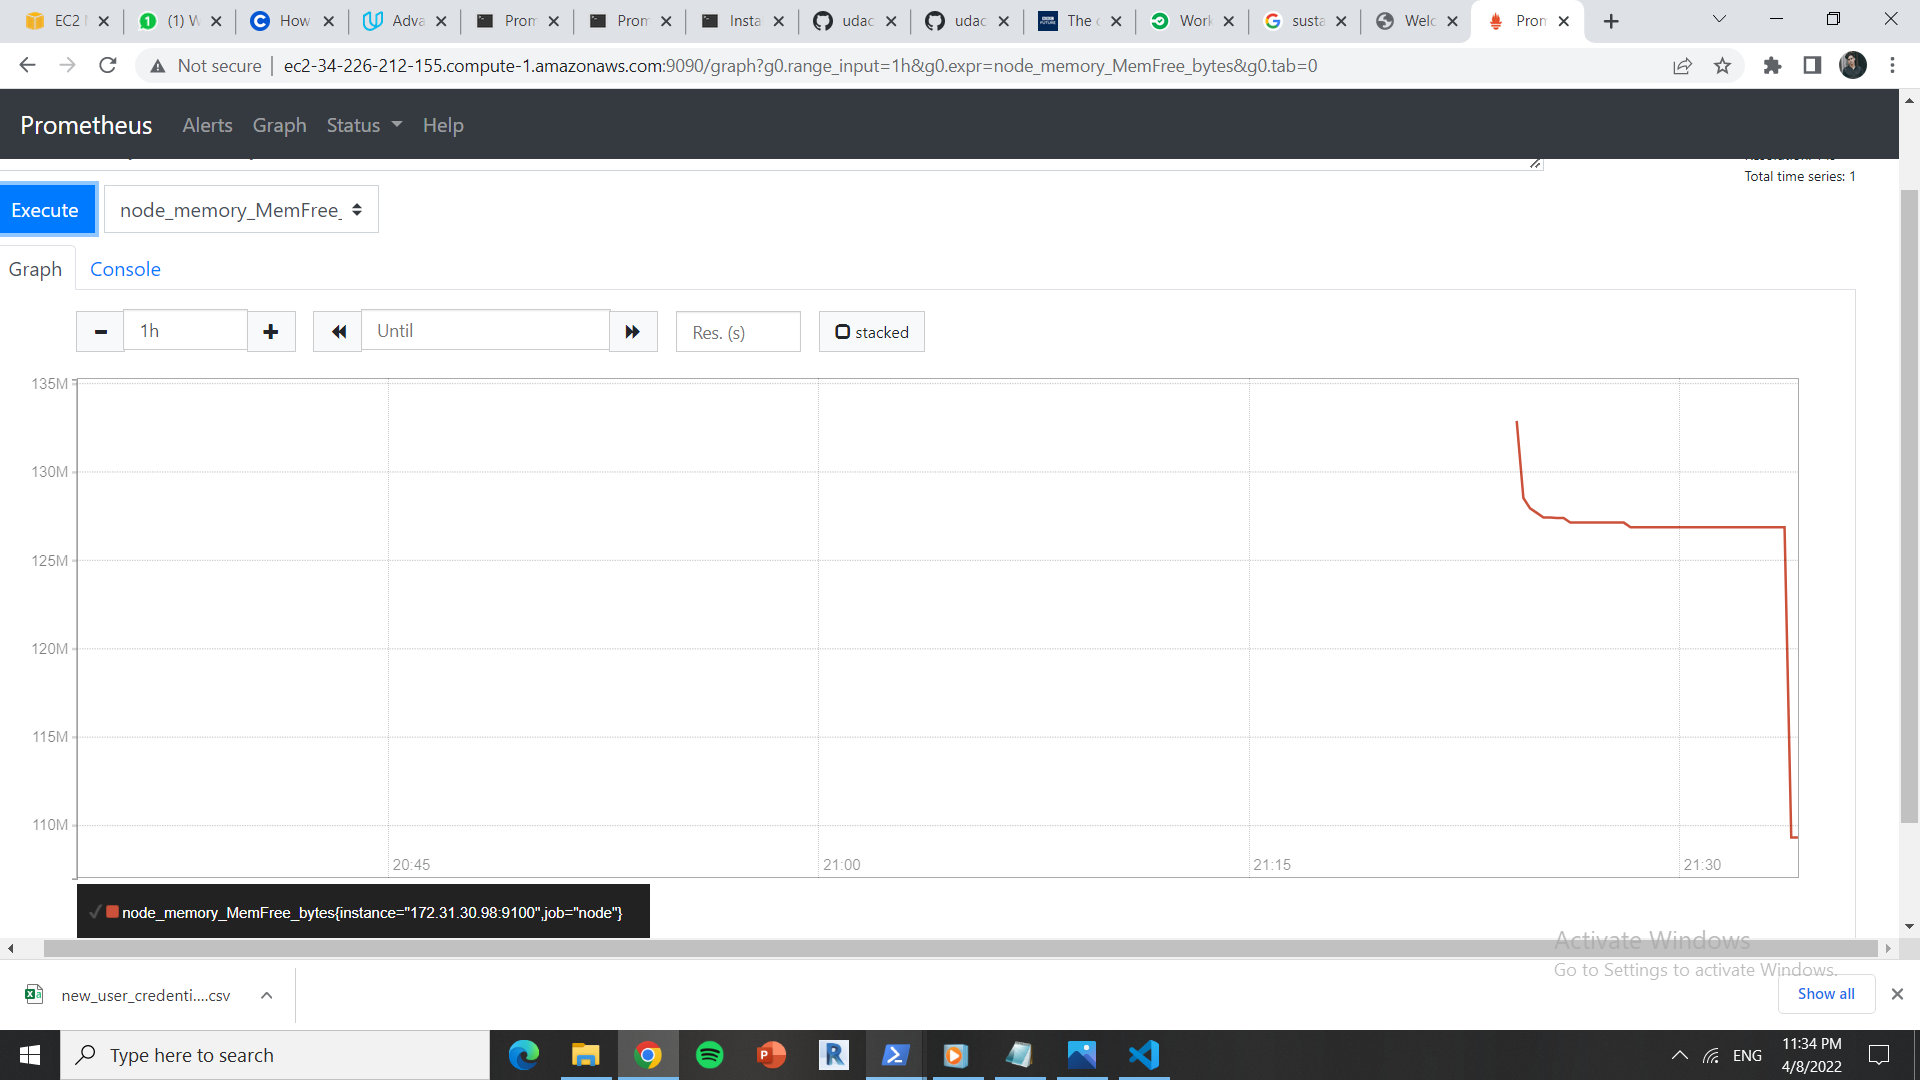 EC2
(1) W
How
Adva
Prom
Prom
Insta
udac
udac
The
Work
susta
Welc
Pron
Not secure
ec2-34-226-212-155.compute-1.amazonaws.com:9090/graph?g0.range_input=1h&g0.expr=node_memory_MemFree_bytes&g0.tab=0
Prometheus
Alerts
Graph
Status
Help
Total time series: 1
Execute
node_memory_MemFree_
Graph
Console
1h
Until
Res. (s)
stacked
135M
130M
125M
120M
115M
110M
20:45
21:00
21:15
21:30
node_memory_MemFree_bytes{instance="172.31.30.98:9100",job="node"}
Activate Windows
Go to Settings to activate Windows.
new_user_credenti....csv
Show all
Type here to search
ENG
11:34 PM
4/8/2022